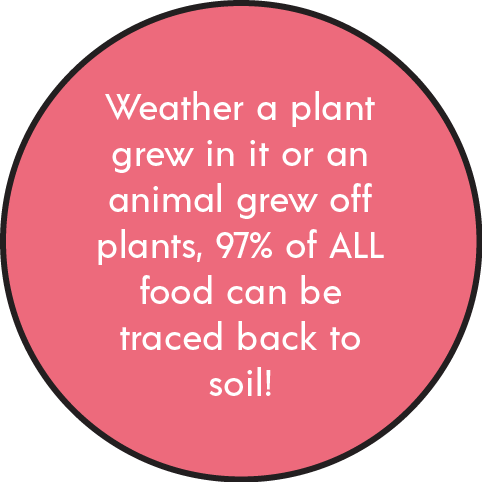 Weather a plant
grew in it or an
animal grew off
plants, 97% of ALL
food can be
traced back to
soil!